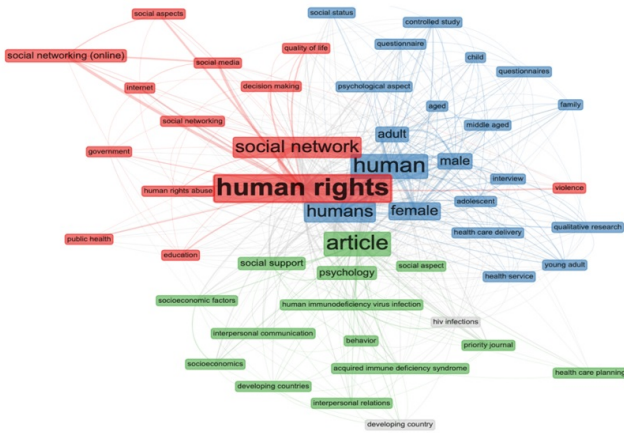 social aspects
social status
controlled study
social networking (online)
quality of life
questionnaire
social media
child
questionnaires
internet
decision making
psychological aspect
aged
family
social networking
adult
middle aged
government
social network
human
male
interview
human rights abuse
human rights
violence
adolescent
humans
female
qualitative research
public health
health care delivery
education
article
social support
psychology
social aspect
young adult
health service
socioeconomic factors
human immunodeficiency virus infection
hiv infections
interpersonal communication
behavior
priority journal
socioeconomics
acquired immune deficiency syndrome
health care planning
developing countries
interpersonal relations
developing country